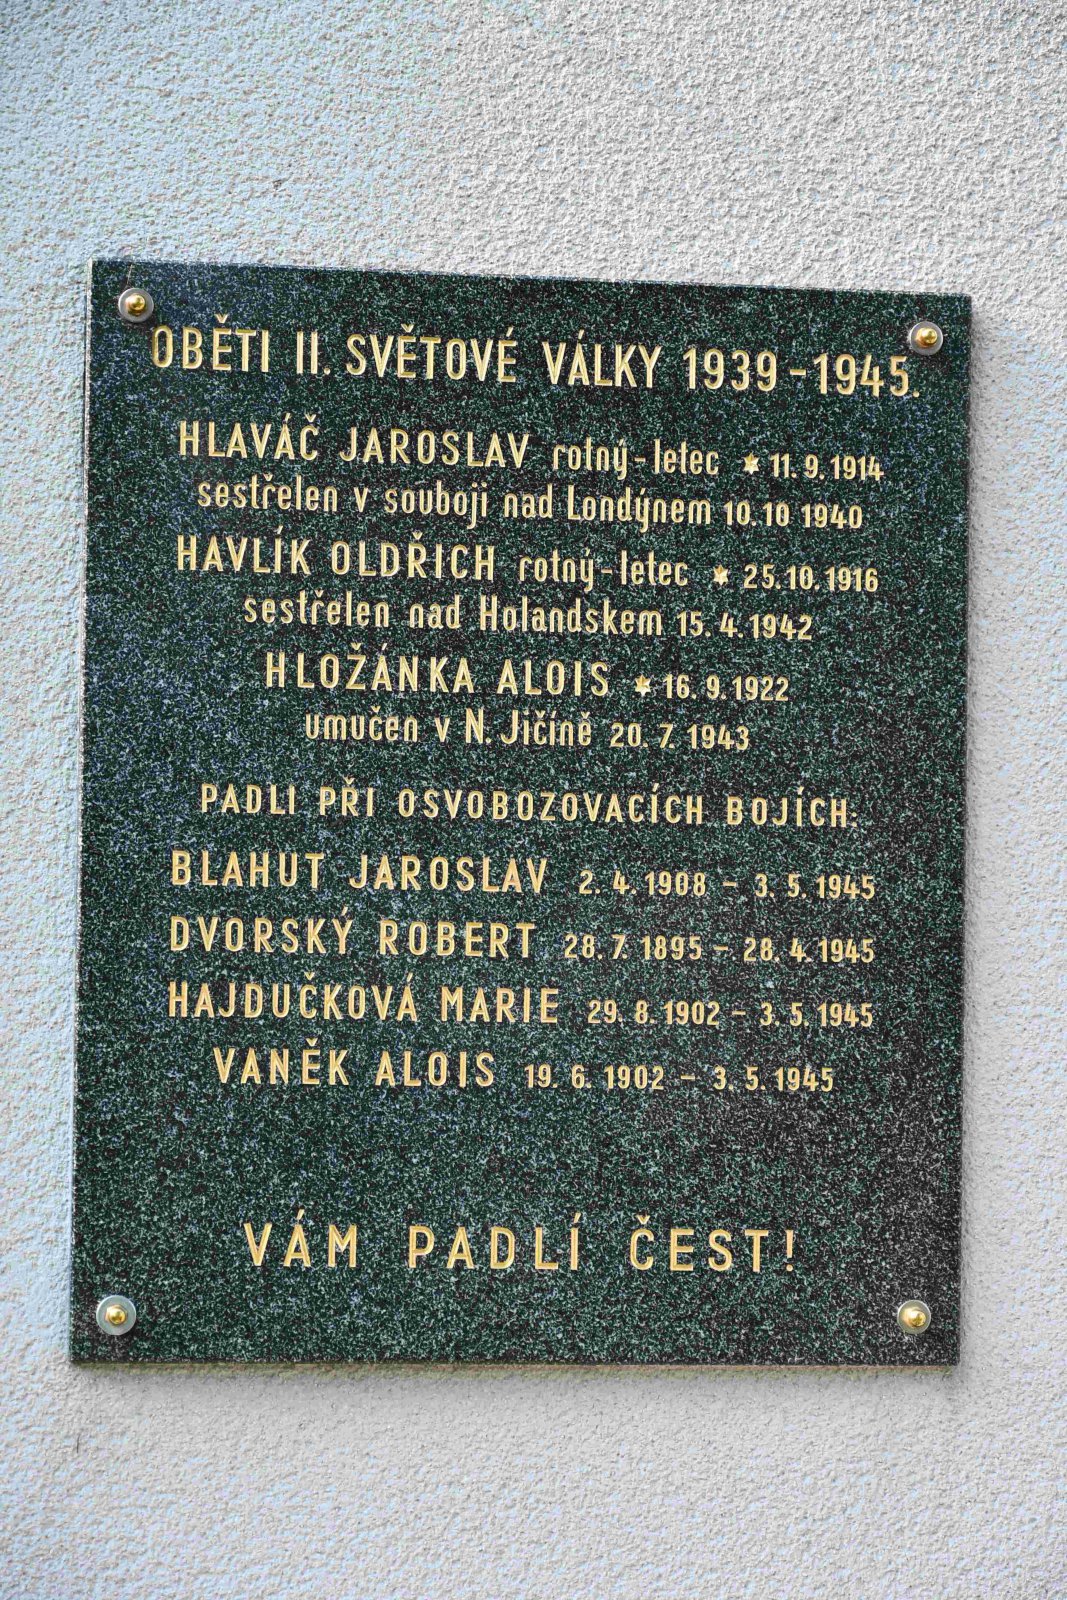 OBĚTI II. SVĚTOVÉ VÁLKY 1939-1945.
HLAVÁČ JAROSLAV rotný-letec ★ 11. 9. 1914
sestřelen v souboji nad Londýnem 10. 10 1940
HAVLÍK OLDŘICH rotný-letec ★ 25. 10. 1916
sestřelen nad Holandskem 15. 4. 1942
HLOŽÁNKA ALOIS ★ 16. 9. 1922
umučen v N. Jičíně 20. 7. 1943
PADLI PŘI OSVOBOZOVACÍCH BOJÍCH:
BLAHUT JAROSLAV 2. 4. 1908 - 3. 5. 1945
DVORSKÝ ROBERT 28. 7. 1895 - 28. 4. 1945
HAJDUČKOVÁ MARIE 29. 8. 1902 - 3. 5. 1945
VANĚK ALOIS 19. 6. 1902 - 3. 5. 1945
VÁM PADLÍ ČEST!